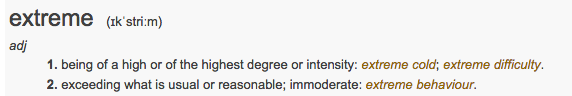 extreme (ɪkˈstriːm)
adj
1. being of a high or of the highest degree or intensity: extreme cold; extreme difficulty.
2. exceeding what is usual or reasonable; immoderate: extreme behaviour.